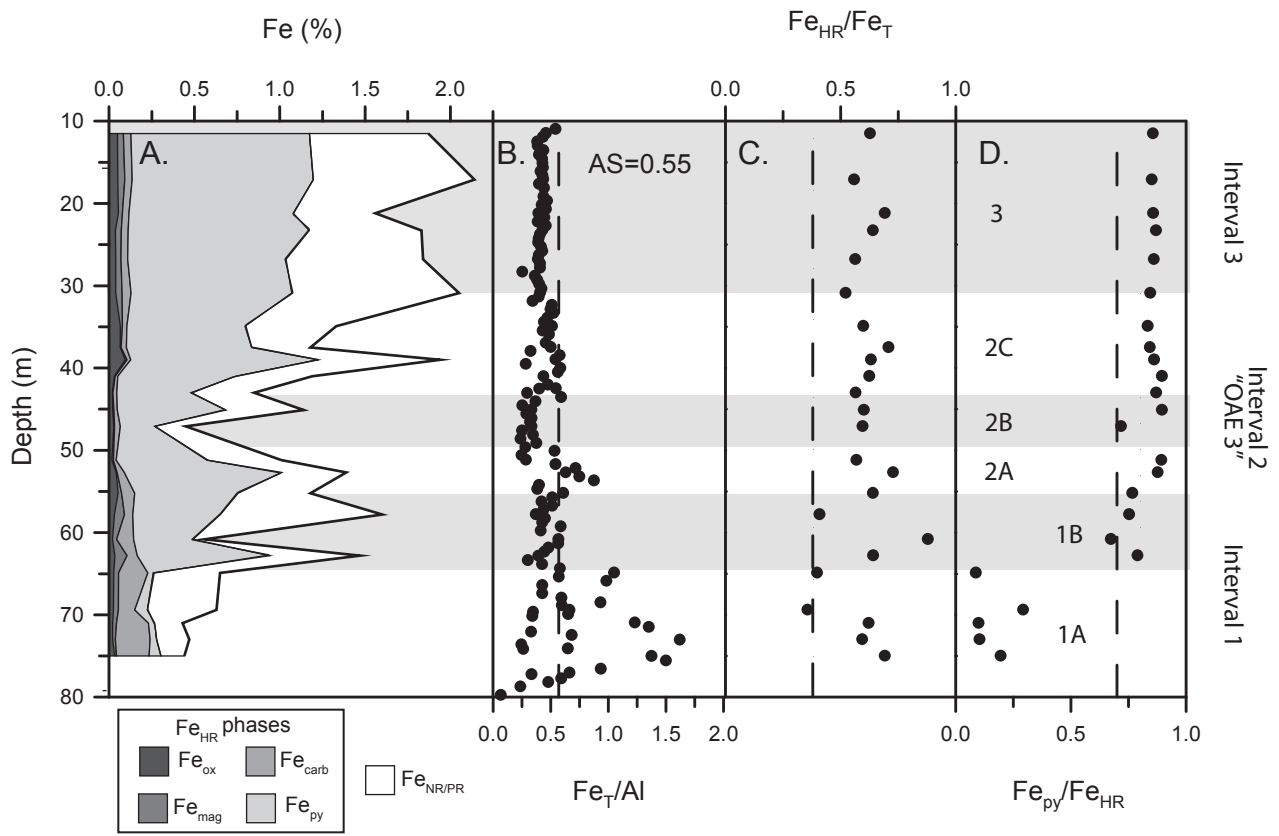 Fe (%)
Fe_HR/Fe_T
0.0 0.5 1.0 1.5 2.0
0.0 0.5 1.0
10
20
30
40
50
60
70
80
Depth (m)
A.
B.
AS=0.55
C.
D.
3
2C
2B
2A
1B
1A
Interval 3
Interval 2
“OAE 3”
Interval 1
0.0 0.5 1.0 1.5 2.0
0.0 0.5 1.0
Fe_T/Al
Fe_py/Fe_HR
Fe_HR phases
Fe_ox
Fe_carb
Fe_mag
Fe_py
Fe_NR/PR